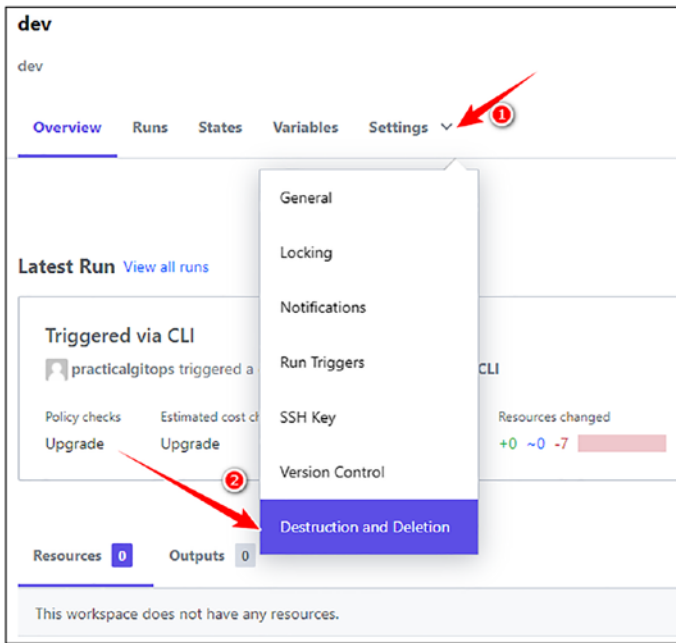 dev
dev
Overview Runs States Variables Settings
1
General
Locking
Notifications
Run Triggers
SSH Key
Version Control
Destruction and Deletion
Latest Run View all runs
Triggered via CLI
practicalgitops triggered a CLI
Policy checks Estimated cost ch Resources changed
Upgrade Upgrade +0 ~0 -7
2
Resources 0 Outputs 0
This workspace does not have any resources.